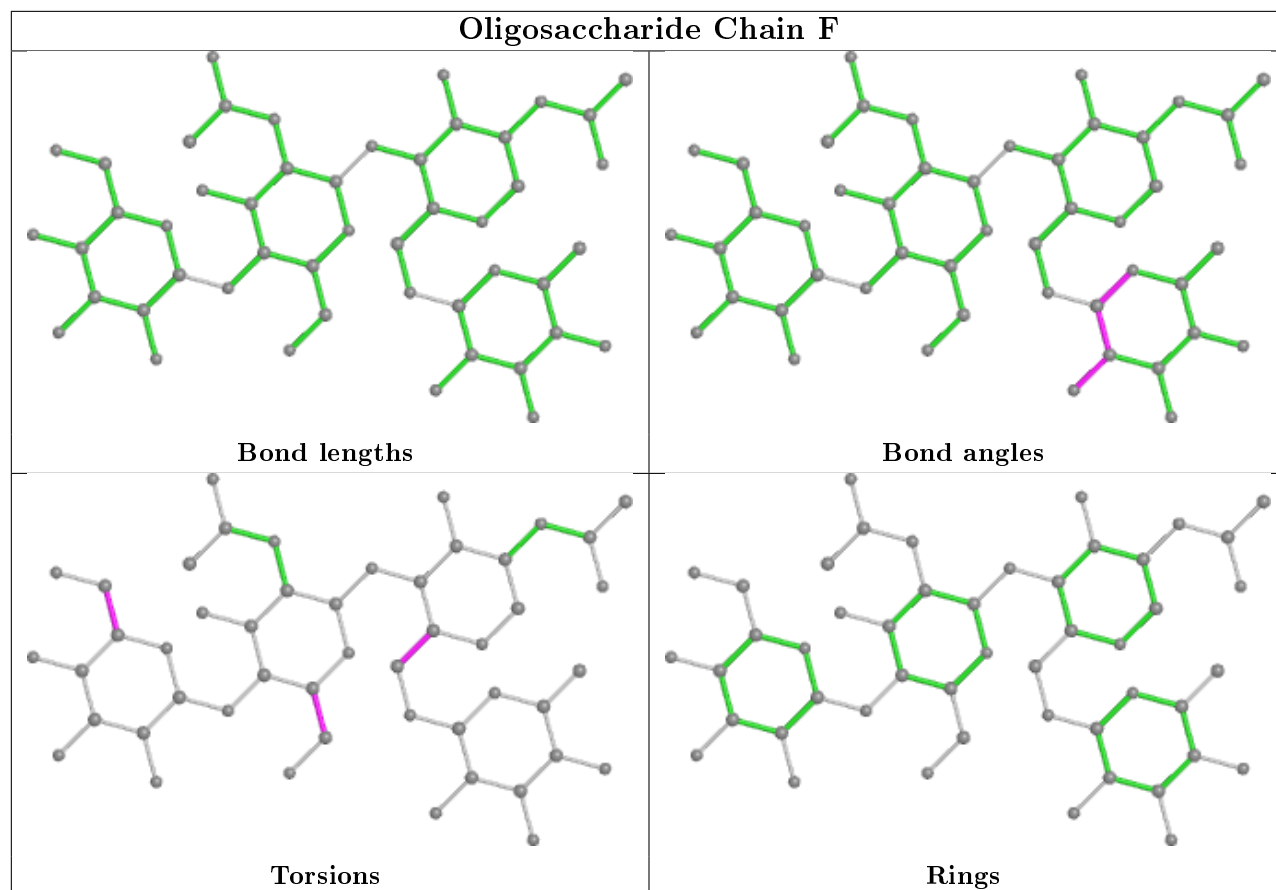 Oligosaccharide Chain F
Bond lengths
Bond angles
Torsions
Rings